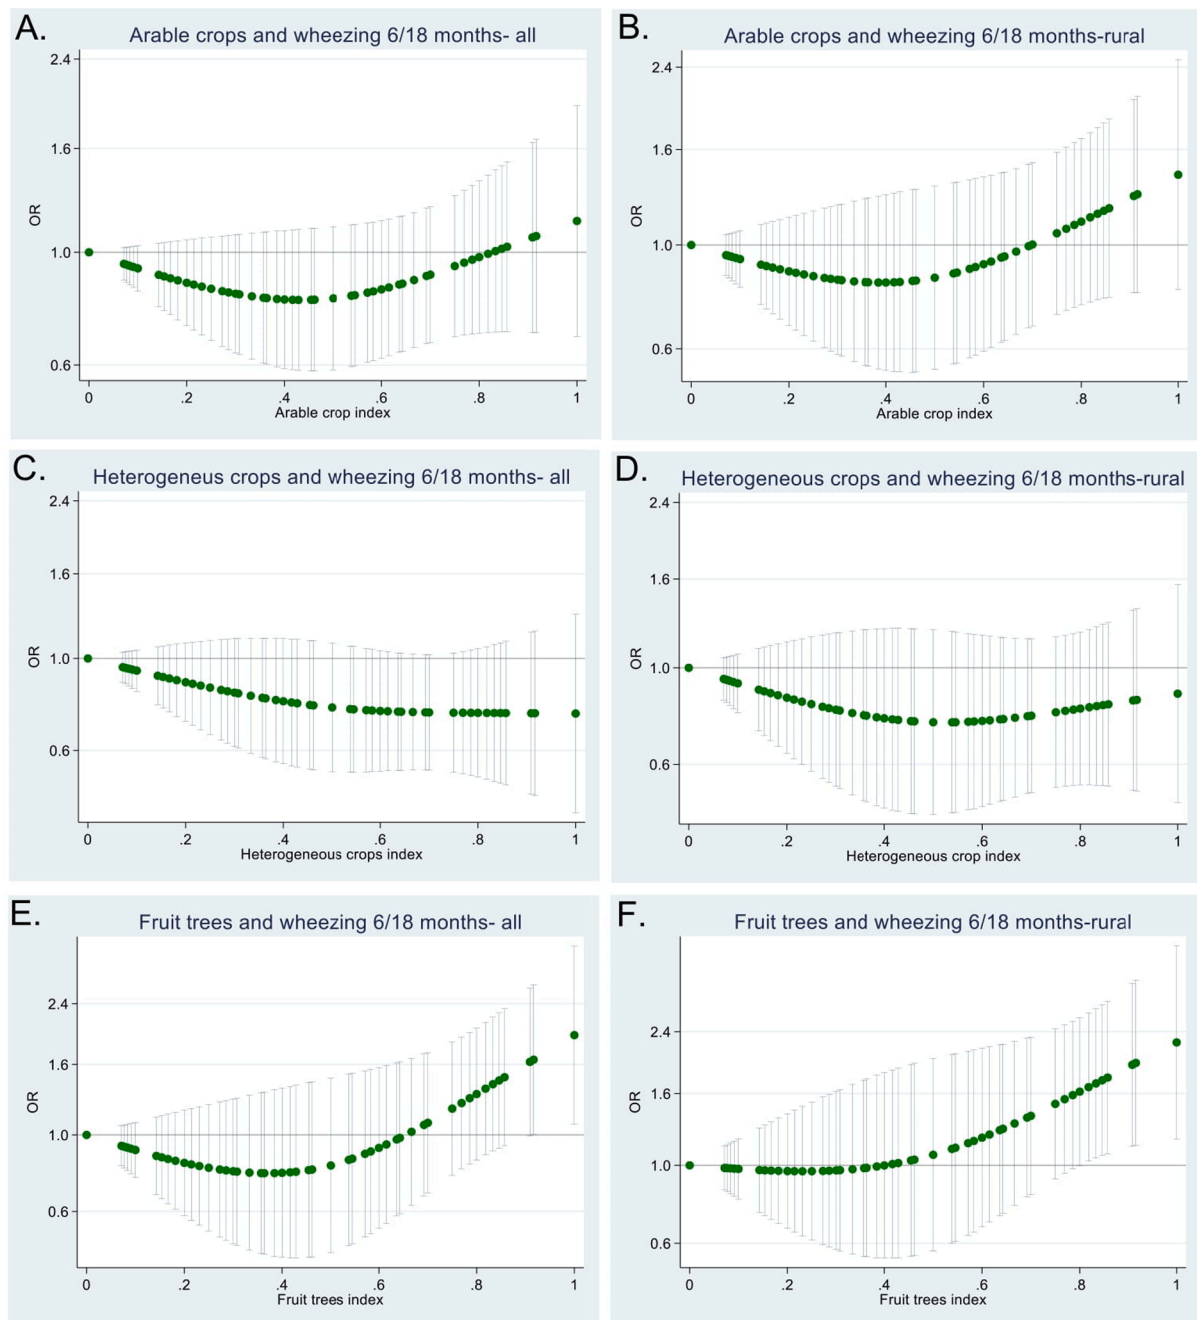 A.
Arable crops and wheezing 6/18 months- all
2.4
1.6
1.0
0.6
OR
0 .2 .4 .6 .8 1
Arable crop index
B.
Arable crops and wheezing 6/18 months-rural
2.4
1.6
1.0
0.6
OR
0 .2 .4 .6 .8 1
Arable crop index
C.
Heterogeneus crops and wheezing 6/18 months- all
2.4
1.6
1.0
0.6
OR
0 .2 .4 .6 .8 1
Heterogeneous crops index
D.
Heterogeneous crops and wheezing 6/18 months-rural
2.4
1.6
1.0
0.6
OR
0 .2 .4 .6 .8 1
Heterogeneous crop index
E.
Fruit trees and wheezing 6/18 months- all
2.4
1.6
1.0
0.6
OR
0 .2 .4 .6 .8 1
Fruit trees index
F.
Fruit trees and wheezing 6/18 months-rural
2.4
1.6
1.0
0.6
OR
0 .2 .4 .6 .8 1
Fruit trees index